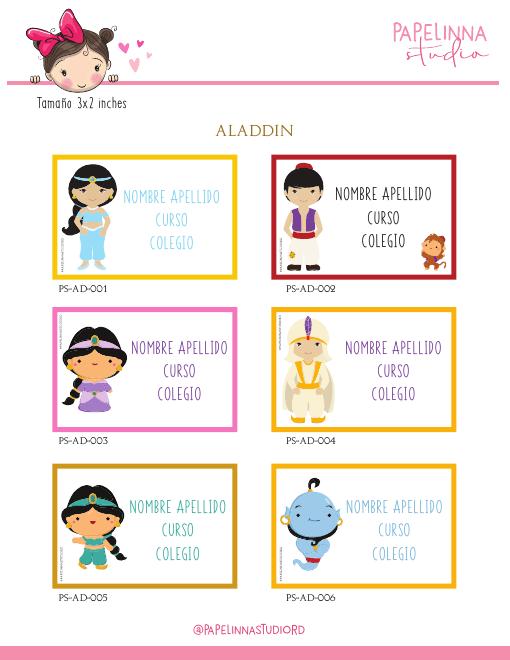 PAPELINNA
studio
Tamaño 3x2 inches
ALADDIN
NOMBRE APELLIDO
CURSO
COLEGIO
PS-AD-001
NOMBRE APELLIDO
CURSO
COLEGIO
PS-AD-002
NOMBRE APELLIDO
CURSO
COLEGIO
PS-AD-003
NOMBRE APELLIDO
CURSO
COLEGIO
PS-AD-004
NOMBRE APELLIDO
CURSO
COLEGIO
PS-AD-005
NOMBRE APELLIDO
CURSO
COLEGIO
PS-AD-006
@PAPELINNASTUDIORD